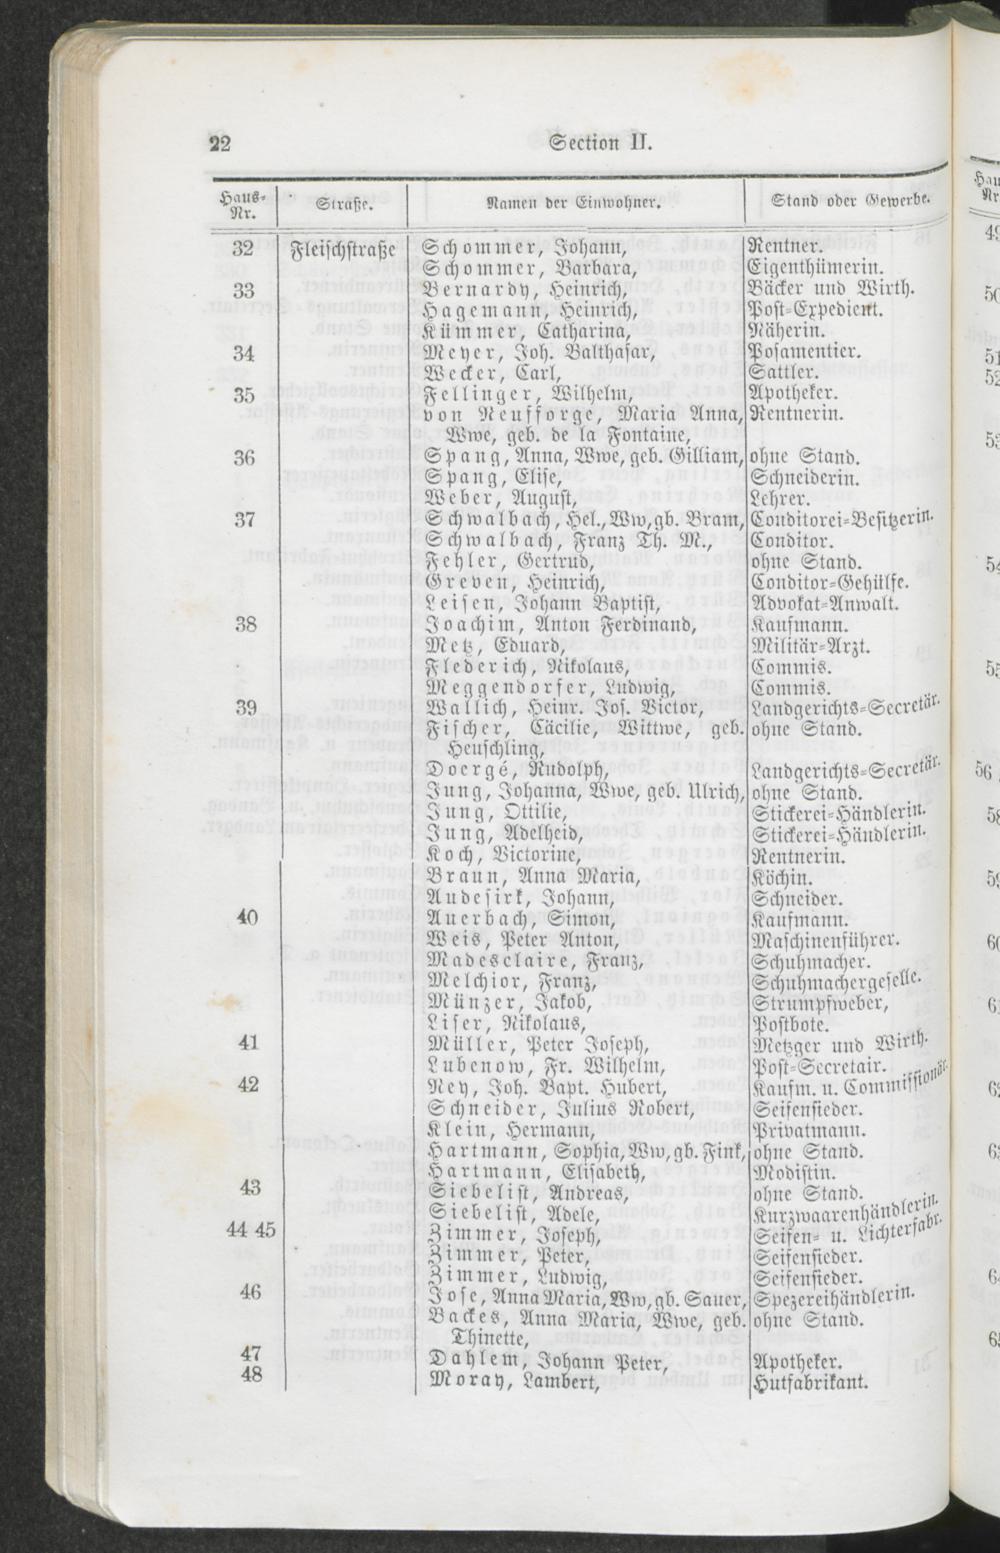 22 Section II.
Haus-Nr. Straße. Namen der Einwohner. Stand oder Gewerbe.
32 Fleischstraße Schommer, Johann, Rentner.
Schommer, Barbara, Eigenthümerin.
33 Bernardy, Heinrich, Bäcker und Wirth.
Hagemann, Heinrich, Post-Expedient.
Kümmer, Catharina, Näherin.
34 Meyer, Joh. Balthasar, Posamentier.
Wecker, Carl, Sattler.
35 Fellinger, Wilhelm, Apotheker.
von Neufforge, Maria Anna, Rentnerin.
Wwe, geb. de la Fontaine,
36 Spang, Anna, Wwe, geb. Gilliam, ohne Stand.
Spang, Elise, Schneiderin.
Weber, August, Lehrer.
37 Schwalbach, Hel., Ww, gb. Bram, Conditorei-Besitzerin.
Schwalbach, Franz Th. M., Conditor.
Feyler, Gertrud, ohne Stand.
Greven, Heinrich, Conditor-Gehülfe.
Leisen, Johann Baptist, Advokat-Anwalt.
38 Joachim, Anton Ferdinand, Kaufmann.
Metz, Eduard, Militär-Arzt.
Flederich, Nikolaus, Commis.
Meggendorfer, Ludwig, Commis.
39 Wallich, Heinr. Jos. Victor, Landgerichts-Secretär.
Fischer, Cäcilie, Wittwe, geb. ohne Stand.
Heuschling,
Doergé, Rudolph, Landgerichts-Secretär.
Jung, Johanna, Wwe, geb. Ulrich, ohne Stand.
Jung, Ottilie, Stickerei-Händlerin.
Jung, Adelheid, Stickerei-Händlerin.
Koch, Victorine, Rentnerin.
Braun, Anna Maria, Köchin.
Audesirk, Johann, Schneider.
40 Auerbach, Simon, Kaufmann.
Weis, Peter Anton, Maschinenführer.
Madesclaire, Franz, Schuhmacher.
Melchior, Franz, Schuhmachergeselle.
Münzer, Jakob, Strumpfweber,
Liser, Nikolaus, Postbote.
41 Müller, Peter Joseph, Metzger und Wirth.
Lubenow, Fr. Wilhelm, Post-Secretair.
42 Ney, Joh. Bapt. Hubert, Kaufm. u. Commissionär.
Schneider, Julius Robert, Seifensieder.
Klein, Hermann, Privatmann.
Hartmann, Sophia, Ww, gb. Fink, ohne Stand.
Hartmann, Elisabeth, Modistin.
43 Siebelist, Andreas, ohne Stand.
Siebelist, Adele, Kurzwaarenhändlerin.
44 45 Zimmer, Joseph, Seifen- u. Lichterfabr.
Zimmer, Peter, Seifensieder.
Zimmer, Ludwig, Seifensieder.
46 Jose, Anna Maria, Ww, gb. Sauer, Spezereihändlerin.
Backes, Anna Maria, Wwe, geb. ohne Stand.
Thinette,
47 Dahlem, Johann Peter, Apotheker.
48 Moray, Lambert, Hutfabrikant.